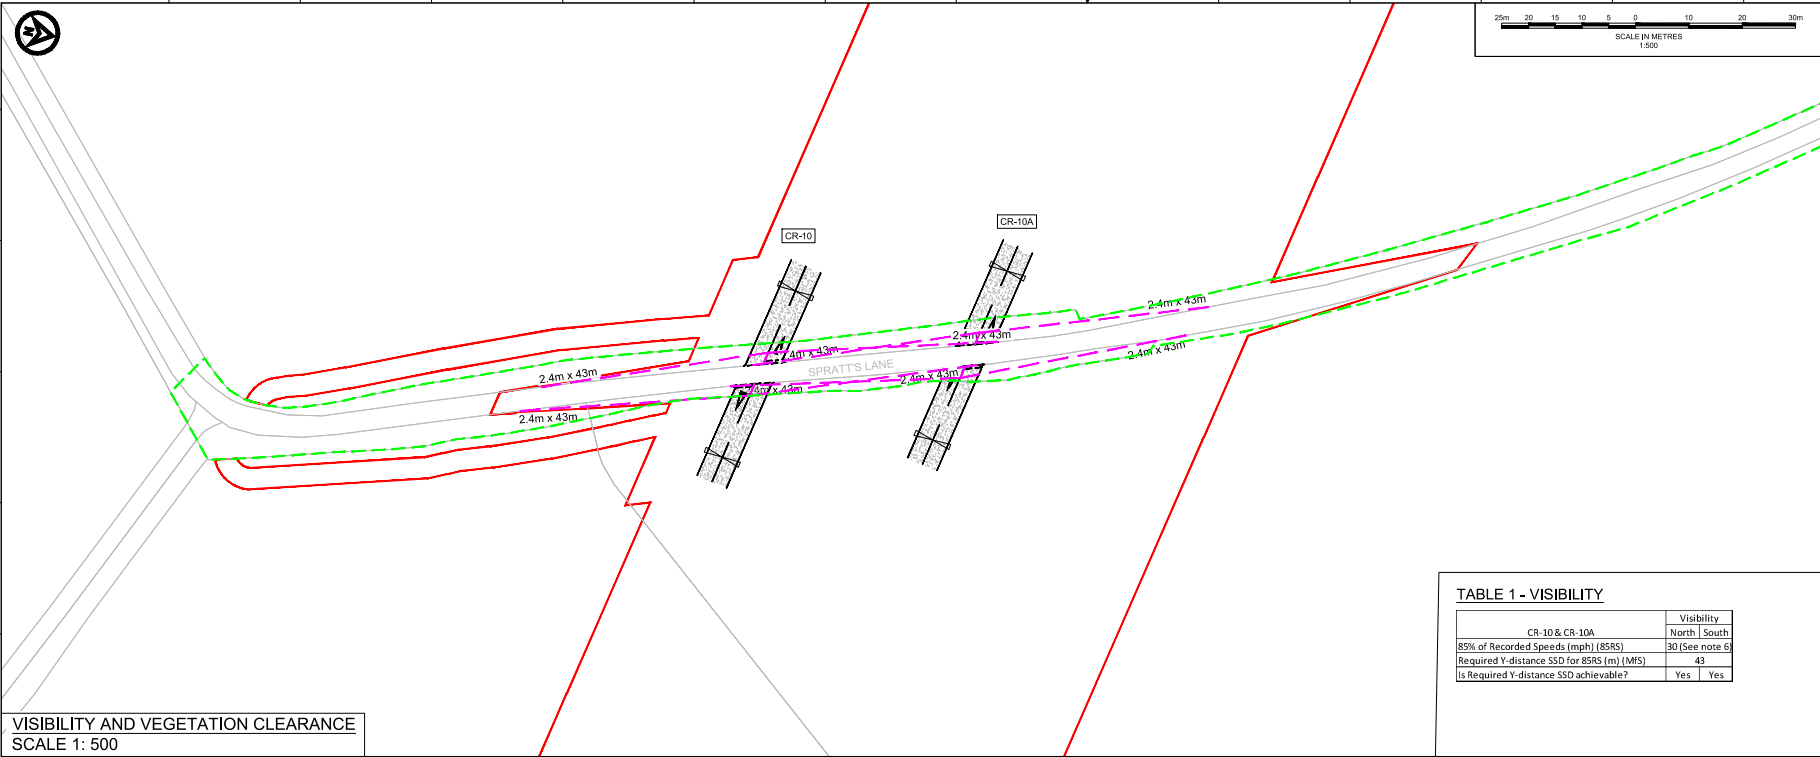 N
25m 20 15 10 5 0 10 20 30m
SCALE IN METRES
1:500
CR-10A
CR-10
2.4m x 43m
2.4m x 43m
2.4m x 43m
2.4m x 43m
SPRATT'S LANE
2.4m x 43m
2.4m x 43m
2.4m x 43m
2.4m x 43m
TABLE 1 - VISIBILITY
Visibility
CR-10 & CR-10A North South
85% of Recorded Speeds (mph) (85RS) 30 (See note 6)
Required Y-distance SSD for 85RS (m) (MfS) 43
Is Required Y-distance SSD achievable? Yes Yes
VISIBILITY AND VEGETATION CLEARANCE
SCALE 1: 500